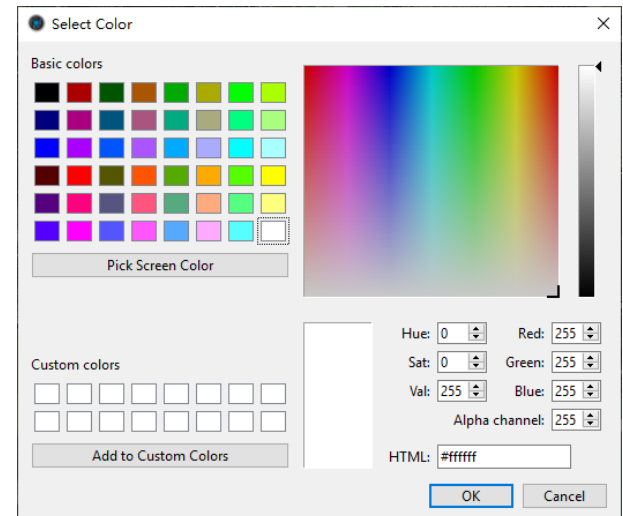 Select Color
Basic colors
Pick Screen Color
Hue: 0 Red: 255
Sat: 0 Green: 255
Val: 255 Blue: 255
Alpha channel: 255
HTML: #ffffff
Custom colors
Add to Custom Colors
OK Cancel